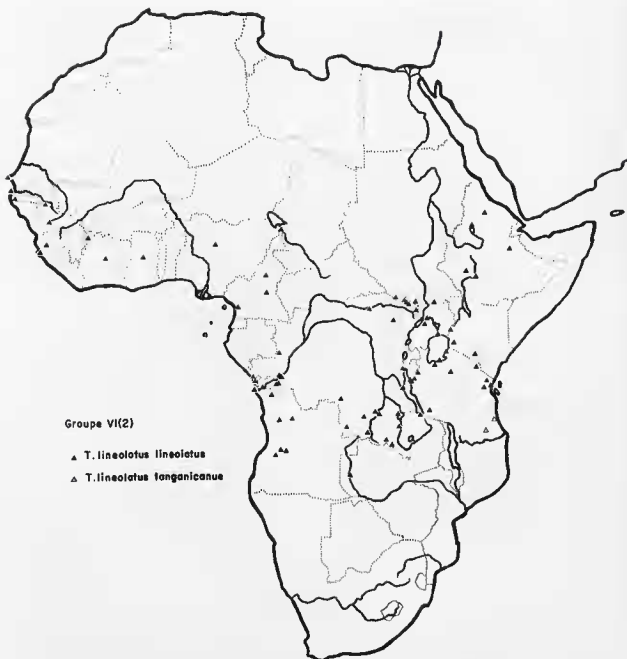 Groupe VI(2)
▲ T. lineolatus lineolatus
△ T. lineolatus tanganicanus